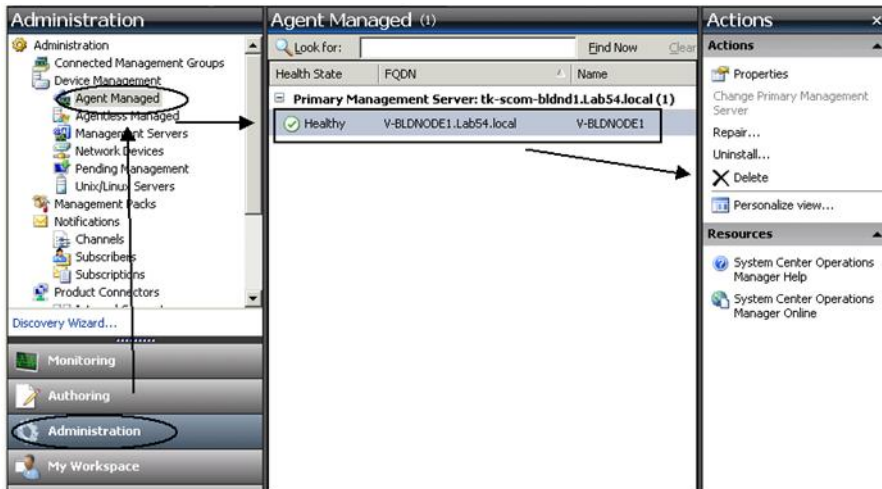 Administration
Administration
Connected Management Groups
Device Management
Agent Managed
Agentless Managed
Management Servers
Network Devices
Pending Management
Unix/Linux Servers
Management Packs
Notifications
Channels
Subscribers
Subscriptions
Product Connectors
Discovery Wizard...
Monitoring
Authoring
Administration
My Workspace
Agent Managed (1)
Look for:
Find Now
Clear
Health State FQDN Name
Primary Management Server: tk-scom-bldnd1.Lab54.local (1)
Healthy V-BLDNODE1.Lab54.local V-BLDNODE1
Actions
Actions
Properties
Change Primary Management
Server
Repair...
Uninstall...
Delete
Personalize view...
Resources
System Center Operations
Manager Help
System Center Operations
Manager Online